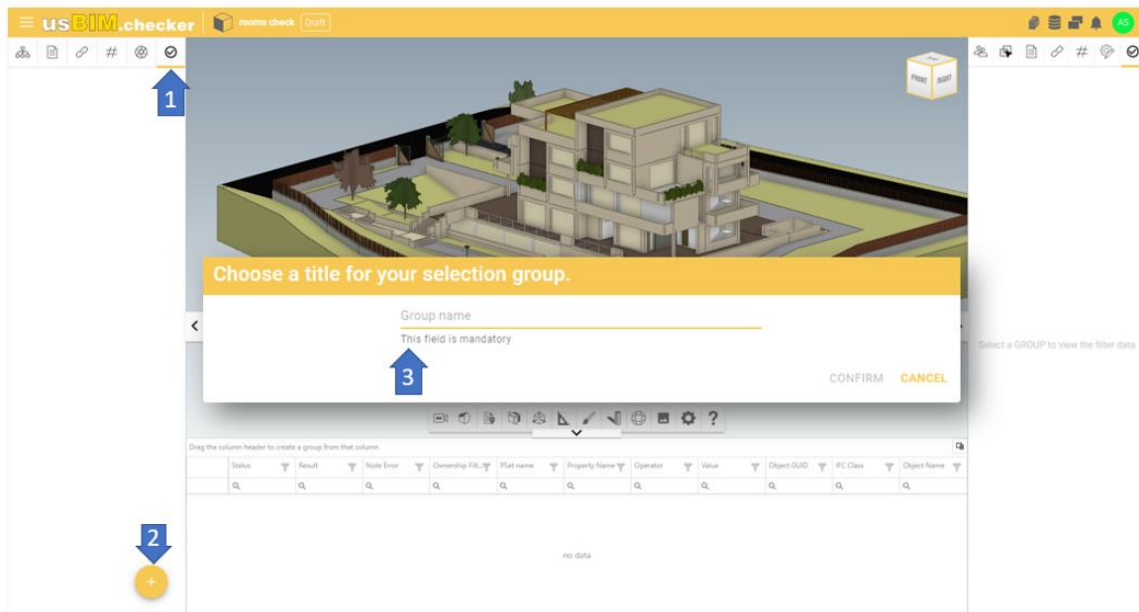 usBIM.checker rooms check Draft AS
#
#
1
FRONT RIGHT
Choose a title for your selection group.
Group name
This field is mandatory
3
CONFIRM CANCEL
Select a GROUP to view the filter data
?
Drag the column header to create a group from that column
Status Result Note Error Ownership Filt... PSet name Property Name Operator Value Object GUID IFC Class Object Name
no data
2
+